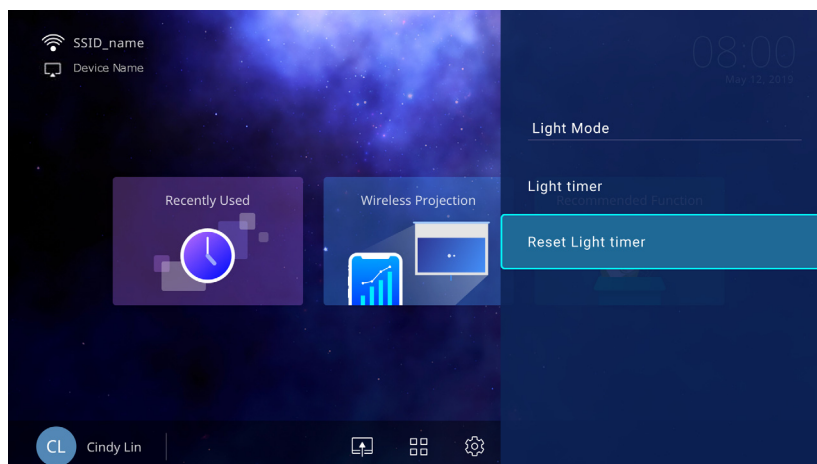 SSID_name
Device Name
08:00
May 12, 2019
Light Mode
Light timer
Recently Used
Wireless Projection
Recommended Function
Reset Light timer
CL
Cindy Lin